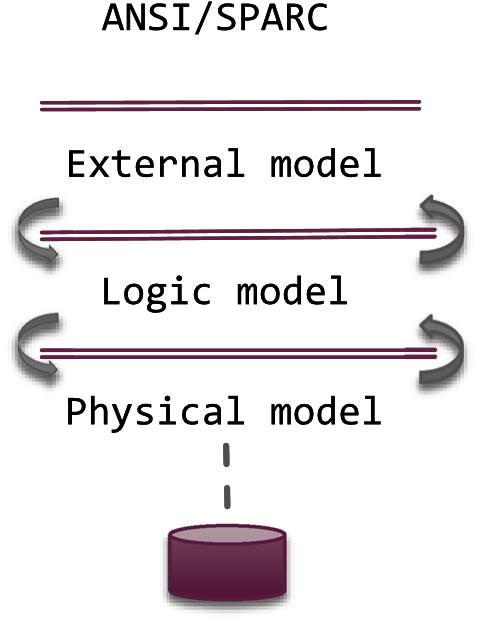 ANSI/SPARC
External model
Logic model
Physical model